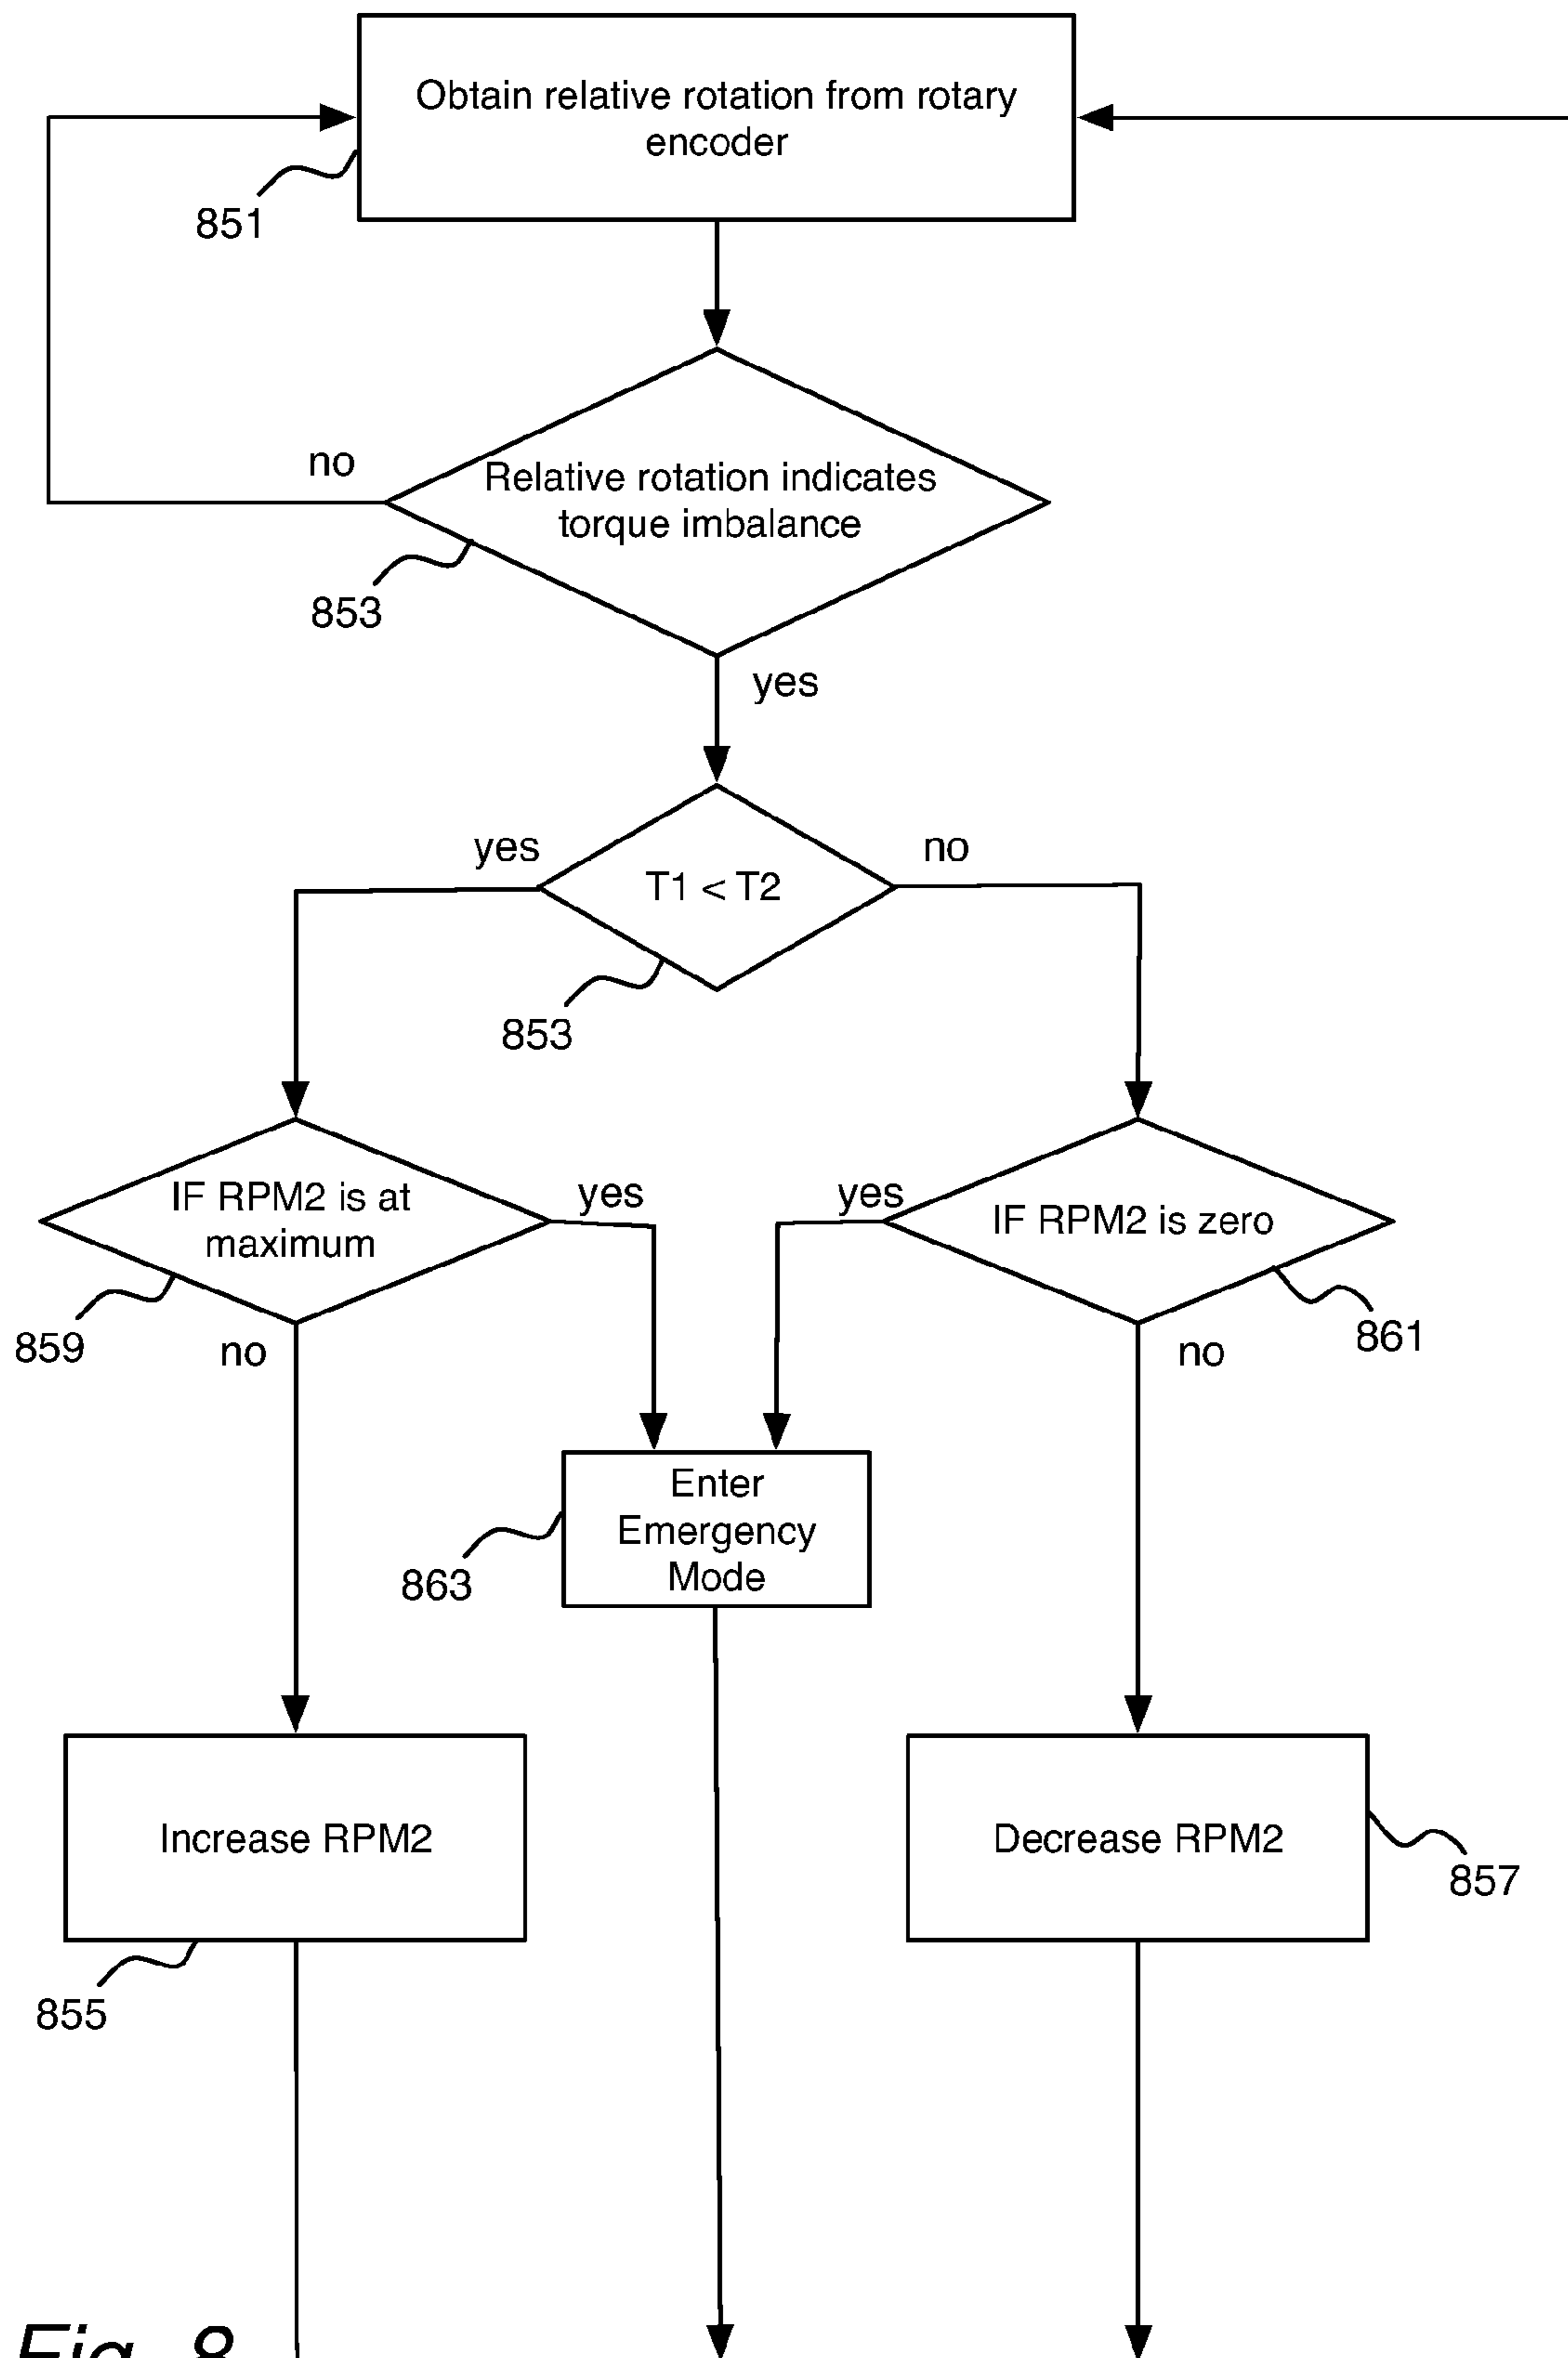 Obtain relative rotation from rotary
encoder
851
no
Relative rotation indicates
torque imbalance
853
yes
yes
T1 < T2
no
853
IF RPM2 is at
maximum
yes
yes
IF RPM2 is zero
859
no
861
no
Enter
Emergency
Mode
863
Increase RPM2
Decrease RPM2
857
855
Fig. 8